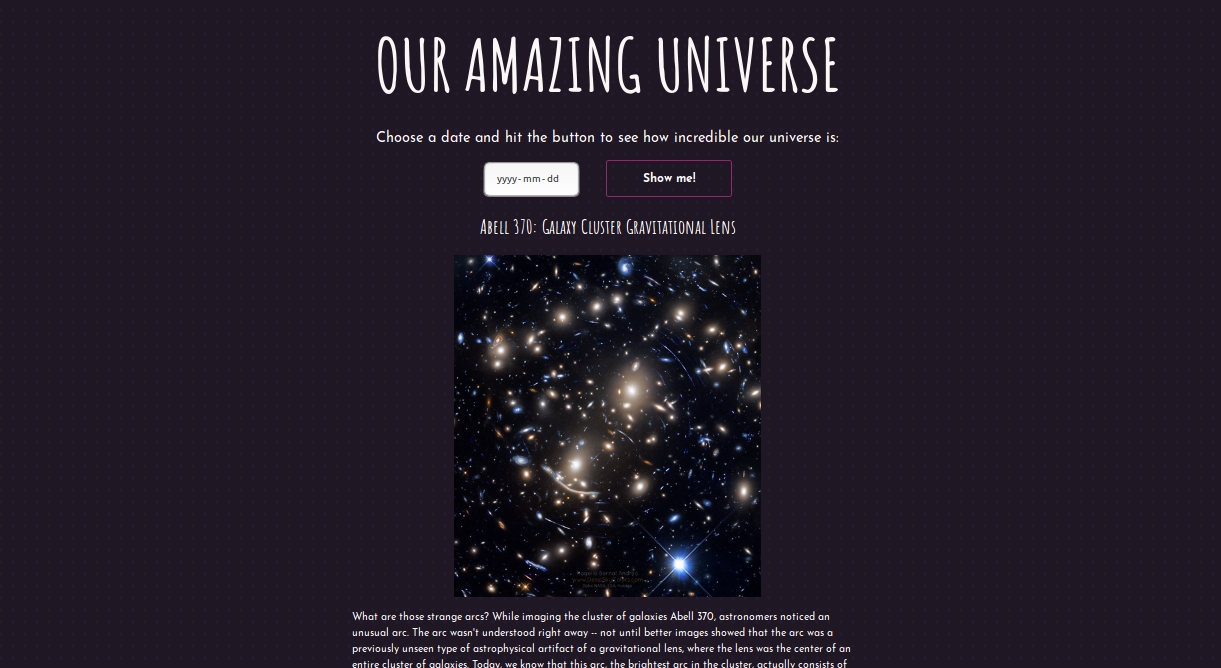 OUR AMAZING UNIVERSE
Choose a date and hit the button to see how incredible our universe is:
yyyy-mm-dd
Show me!
Abell 370: Galaxy Cluster Gravitational Lens
What are those strange arcs? While imaging the cluster of galaxies Abell 370, astronomers noticed an
unusual arc. The arc wasn't understood right away -- not until better images showed that the arc was a
previously unseen type of astrophysical artifact of a gravitational lens, where the lens was the center of an
entire cluster of galaxies. Today, we know that this arc, the brightest arc in the cluster, actually consists of